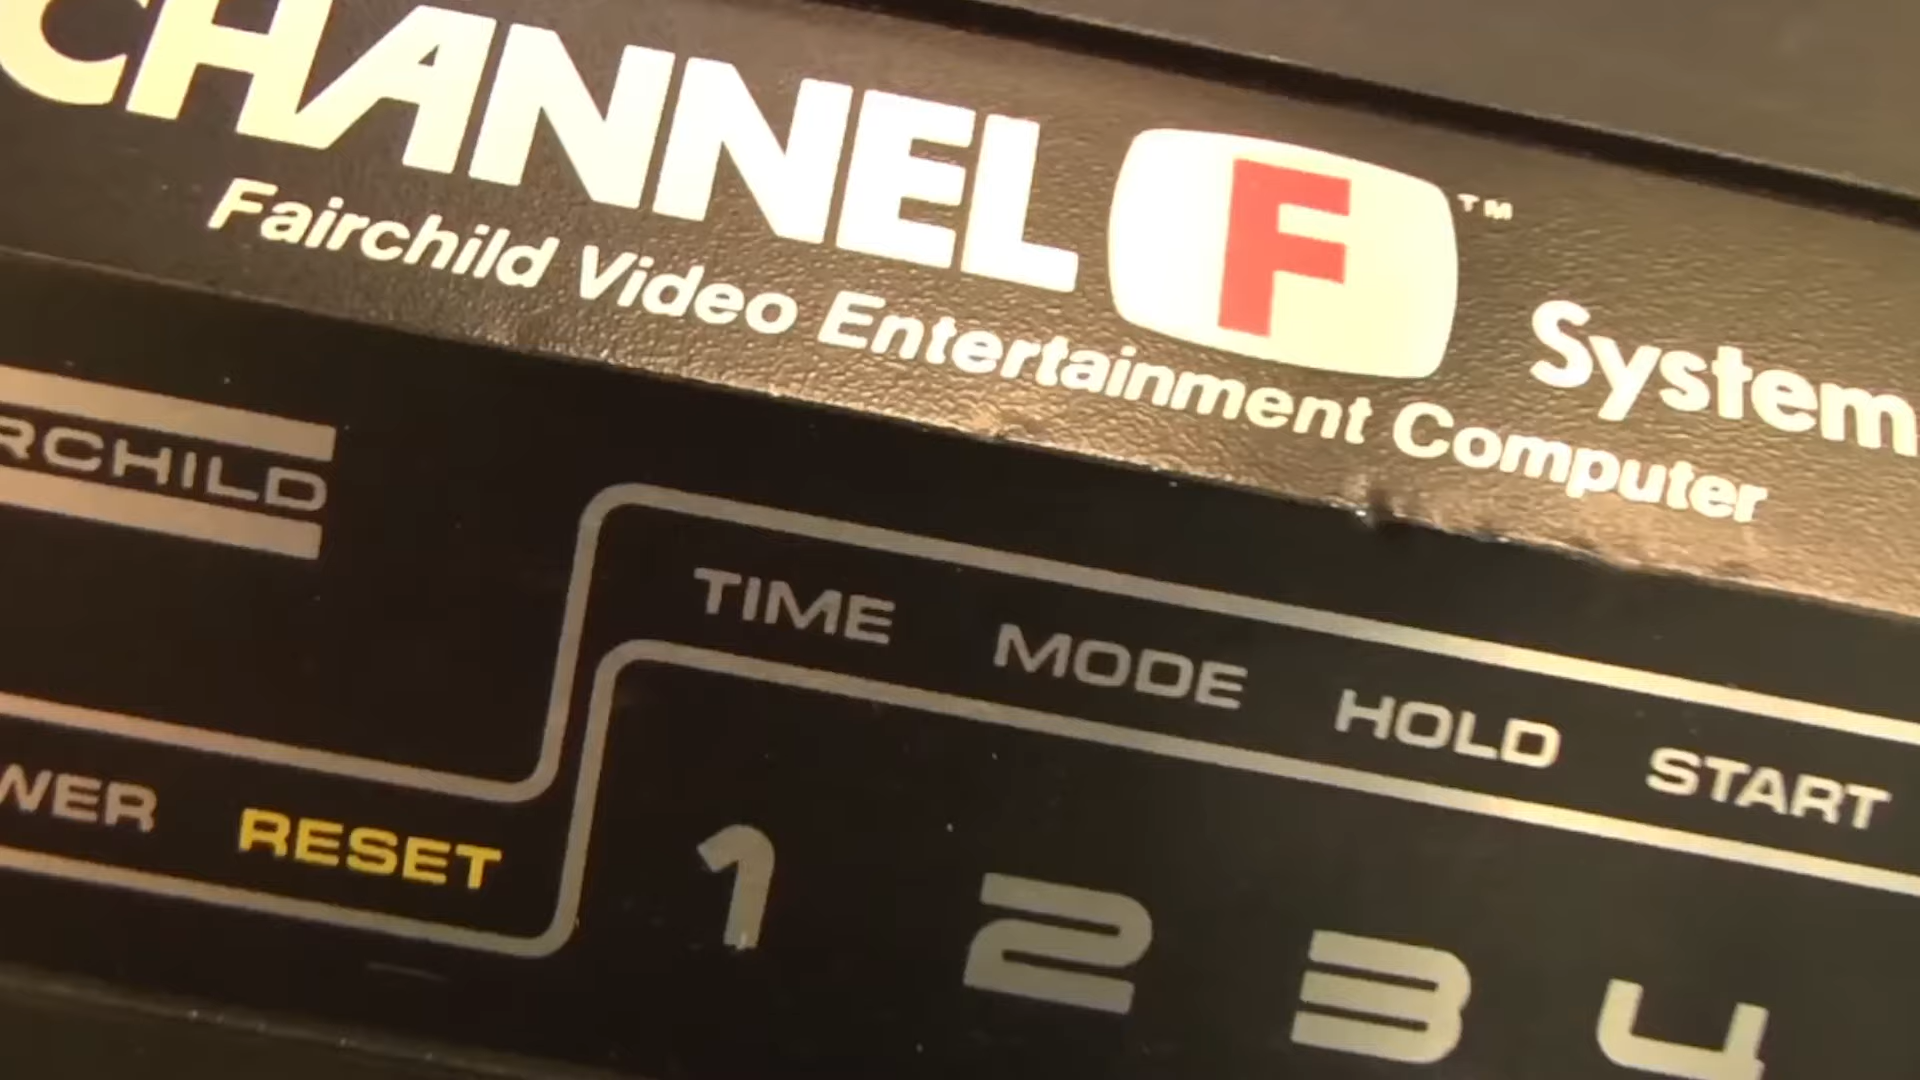 CHANNEL F™ System
Fairchild Video Entertainment Computer
RCHILD
TIME MODE HOLD START
WER RESET
1 2 3 4